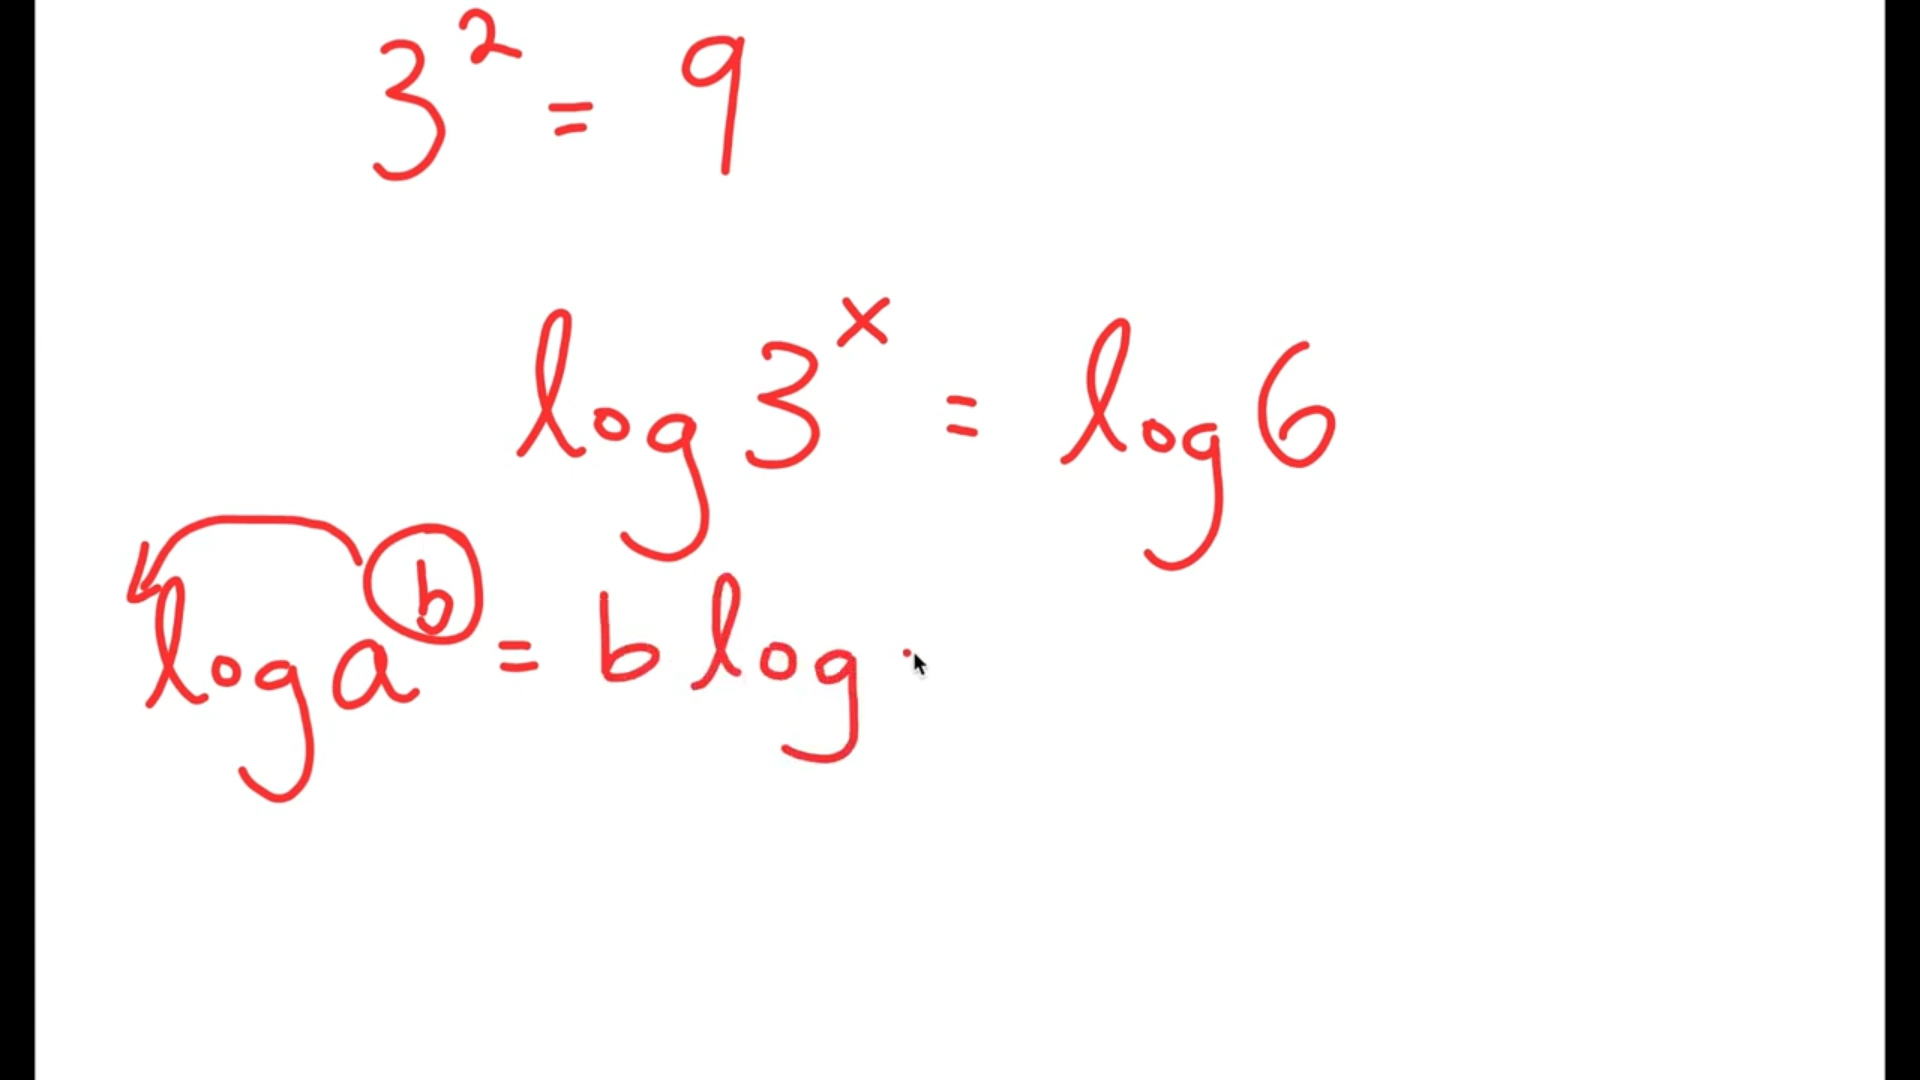 3² = 9
log 3ˣ = log 6
log aᵇ = b log